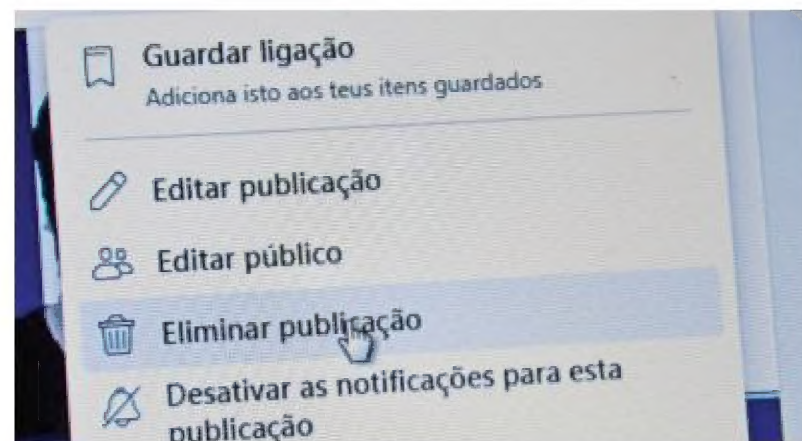 Guardar ligação
Adiciona isto aos teus itens guardados
Editar publicação
Editar público
Eliminar publicação
Desativar as notificações para esta
publicação